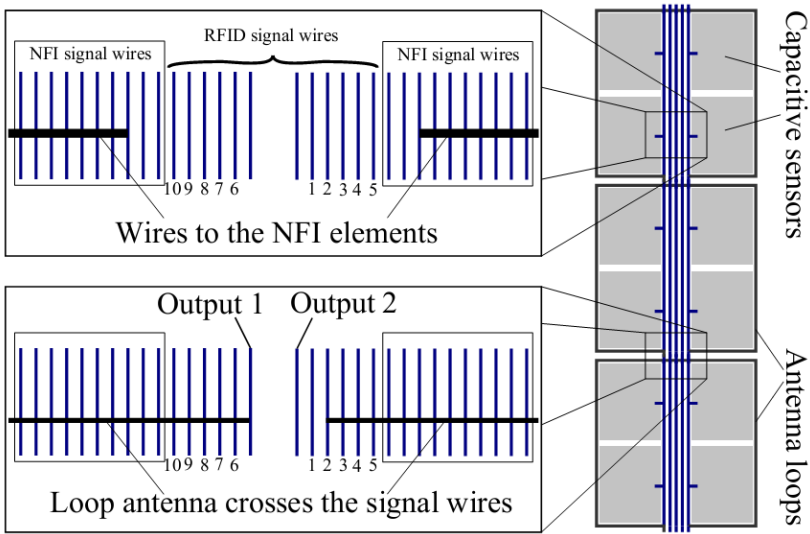 RFID signal wires
NFI signal wires
NFI signal wires
10 9 8 7 6
1 2 3 4 5
Wires to the NFI elements
Output 1 Output 2
10 9 8 7 6
1 2 3 4 5
Loop antenna crosses the signal wires
Capacitive sensors
Antenna loops